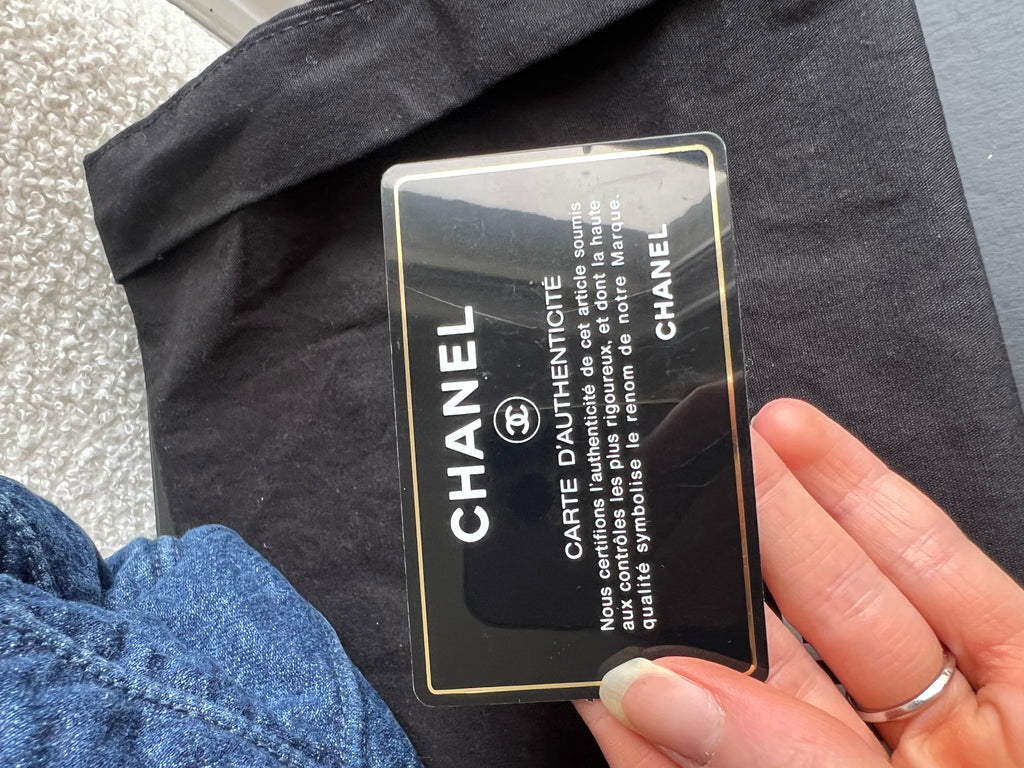 CHANEL
CARTE D'AUTHENTICITÉ
Nous certifions l'authenticité de cet article soumis
aux contrôles les plus rigoureux, et dont la haute
qualité symbolise le renom de notre Marque.
CHANEL